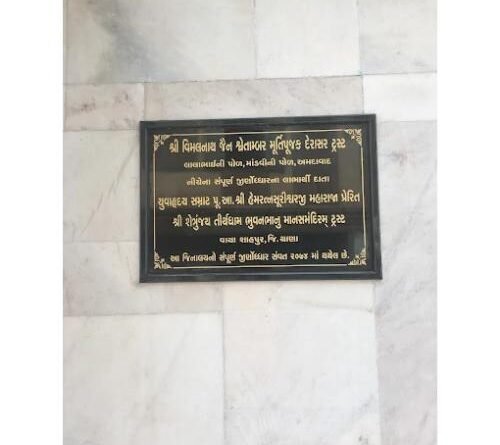 શ્રી વિમલનાથ જૈન શ્વેતામ્બર મૂર્તિપૂજક દેરાસર ટ્રસ્ટ
લાલાભાઈની પોળ, માંડવીની પોળ, અમદાવાદ
નીચેના સંપૂર્ણ જીર્ણોધ્ધારના લાભાર્થી દાતા
યુવાહૃદય સમ્રાટ પૂ.આ.શ્રી હેમરત્નસૂરીશ્વરજી મહારાજા પ્રેરિત
શ્રી શેત્રુંજય તીર્થધામ ભુવનભાનુ માનસમંદિરમ્ ટ્રસ્ટ
વાયા શાહપુર, જિ.થાણા
આ જિનાલયનો સંપૂર્ણ જીર્ણોધ્ધાર સંવત ૨૦૭૪ માં થયેલ છે.